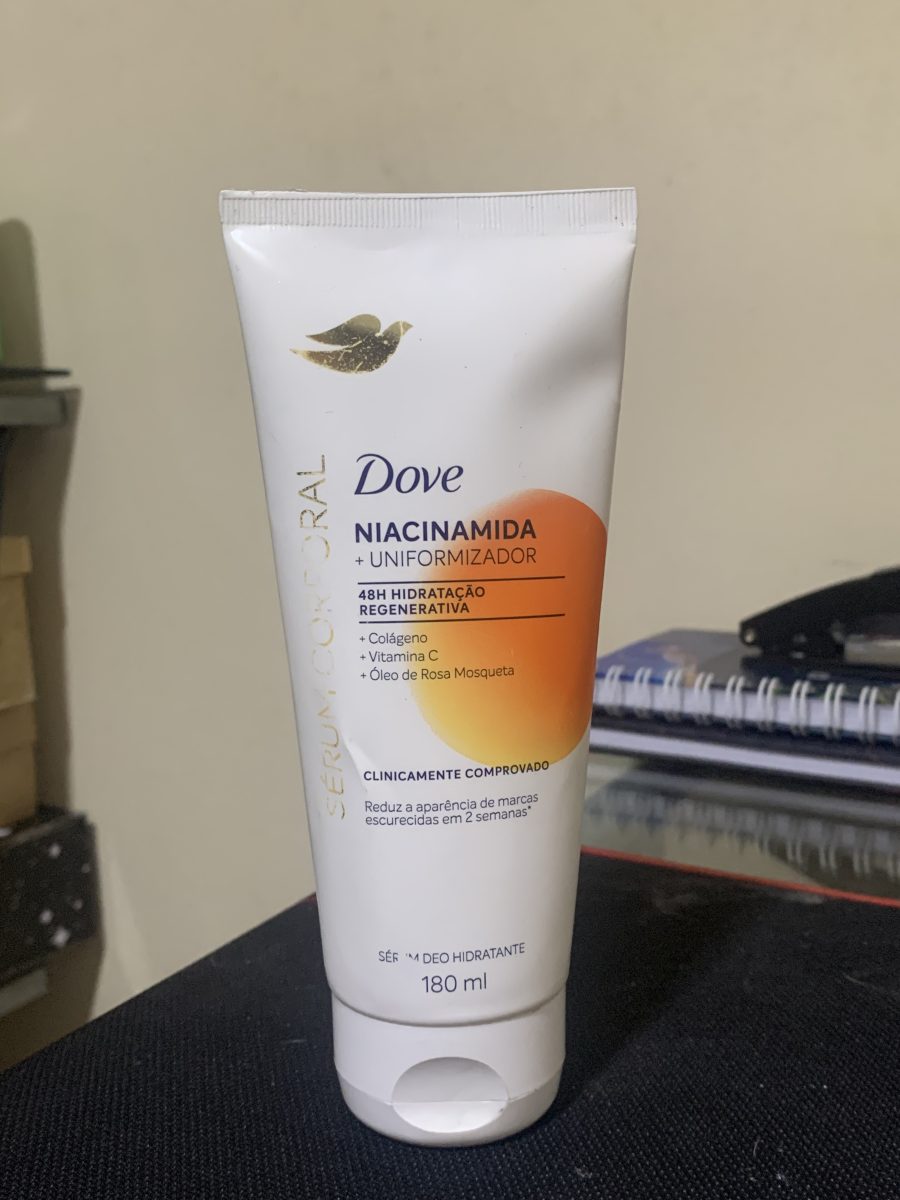 Dove
NIACINAMIDA
+ UNIFORMIZADOR
48H HIDRATAÇÃO
REGENERATIVA
+ Colágeno
+ Vitamina C
+ Óleo de Rosa Mosqueta
SÉRUM CORPORAL
CLINICAMENTE COMPROVADO
Reduz a aparência de marcas
escurecidas em 2 semanas*
SÉRUM DEO HIDRATANTE
180 ml